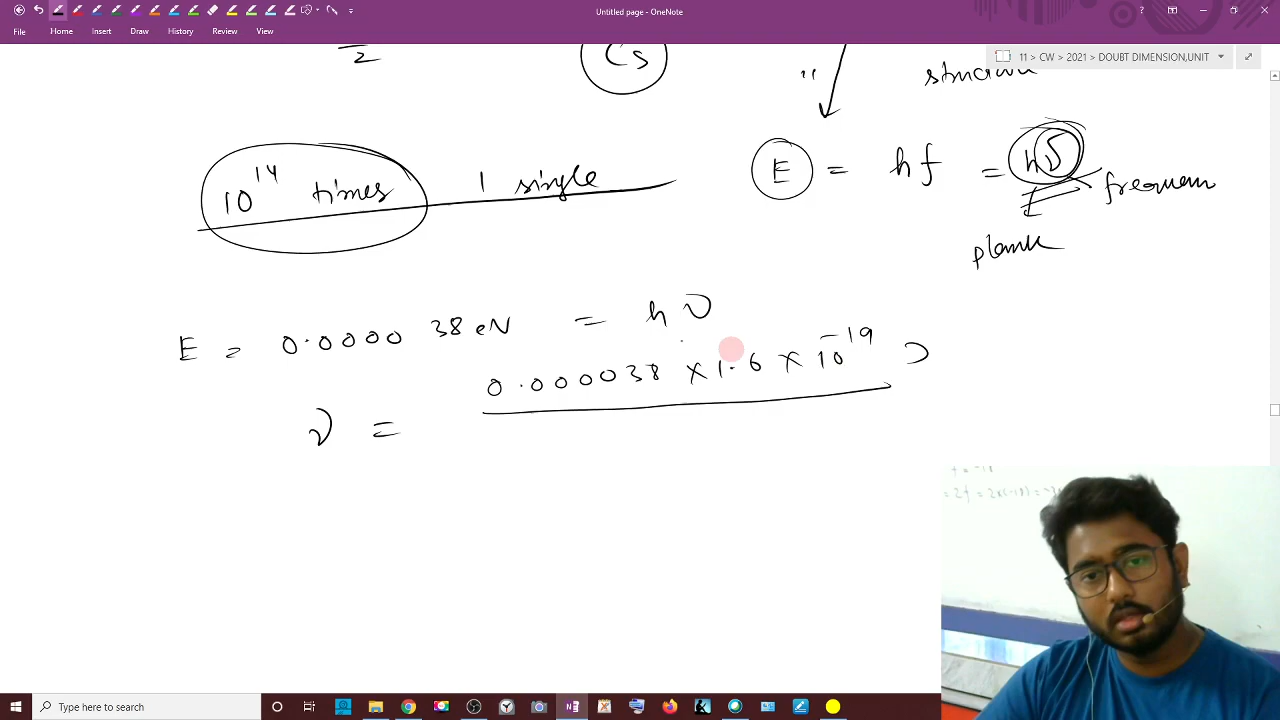 Untitled page - OneNote
File Home Insert Draw History Review View
11 > CW > 2021 > DOUBT DIMENSION,UNIT
2
Cs
"
10^14 times 1 single
E = hf = hν
frequen
plank
E = 0.0000 38 eV = hν
0.000038 × 1.6 × 10^-19 J
ν =
Type here to search